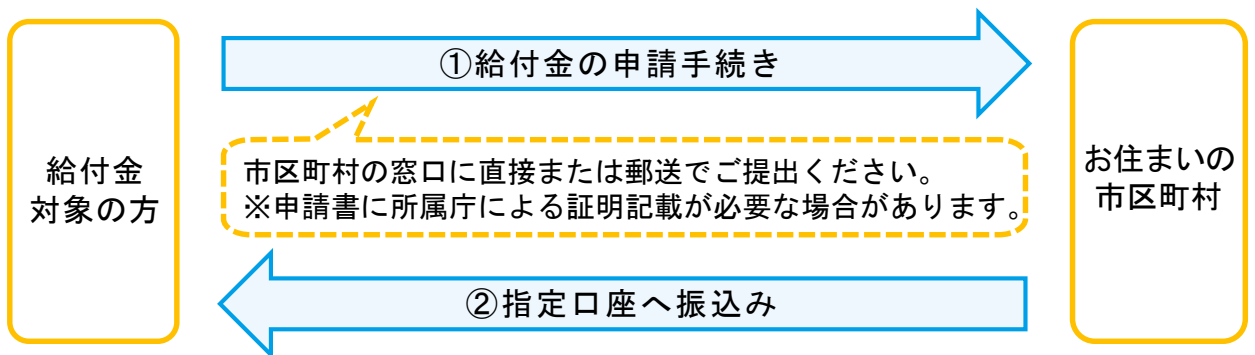 ①給付金の申請手続き
給付金
対象の方
市区町村の窓口に直接または郵送でご提出ください。
※申請書に所属庁による証明記載が必要な場合があります。
お住まいの
市区町村
②指定口座へ振込み